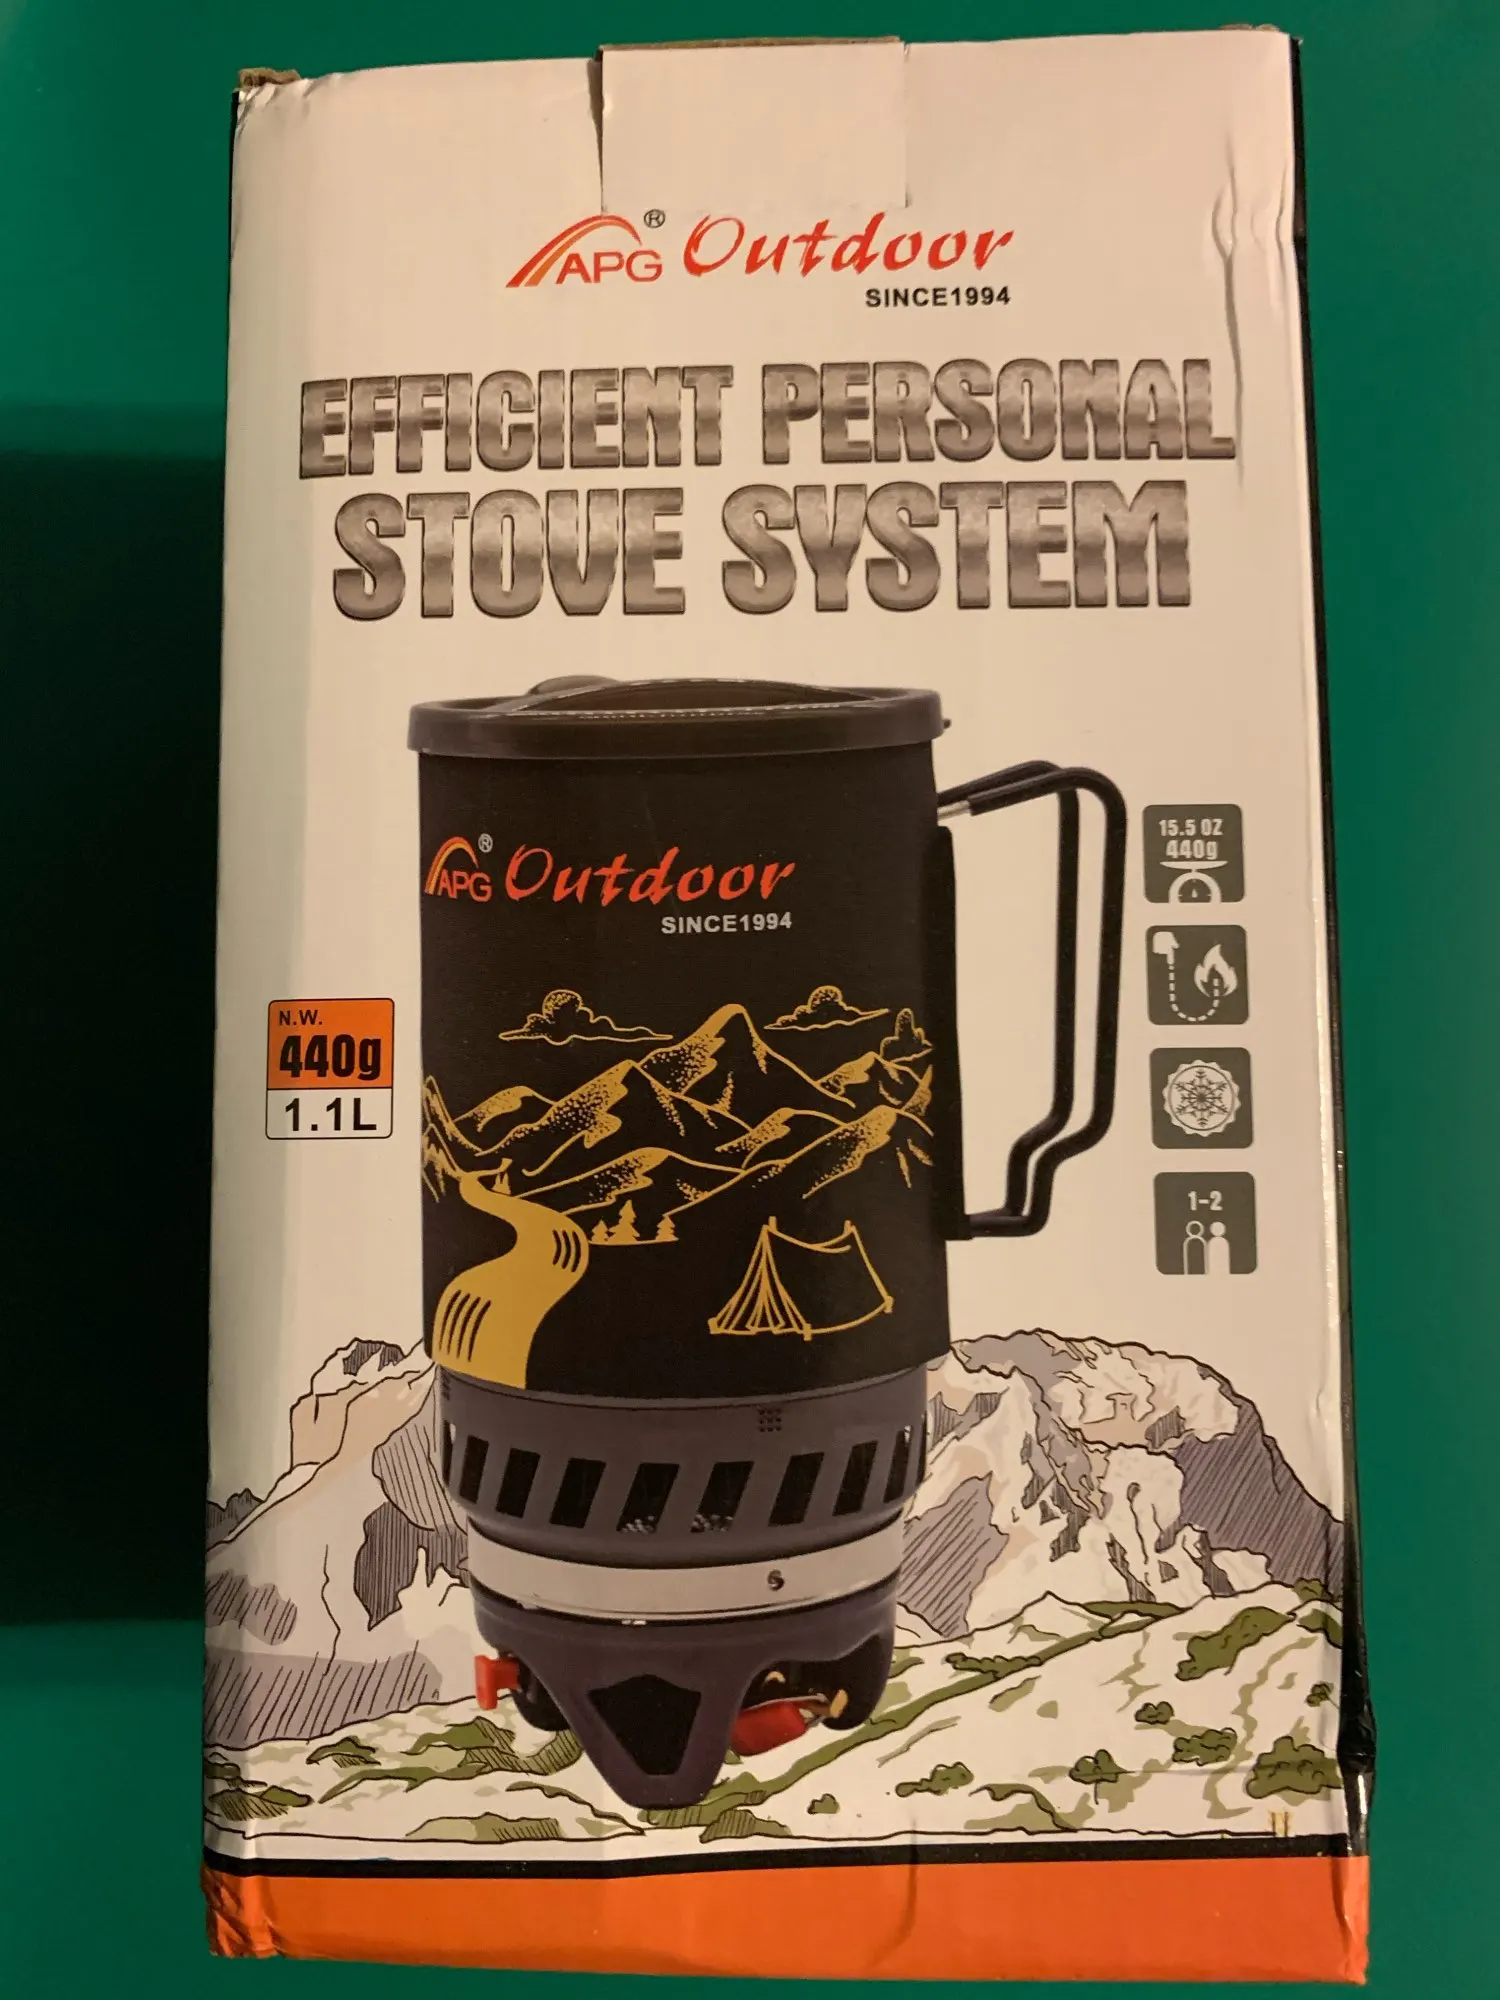 APG® Outdoor
SINCE1994
EFFICIENT PERSONAL
STOVE SYSTEM
APG® Outdoor
SINCE1994
15.5 OZ
440g
N.W.
440g
1.1L
1-2